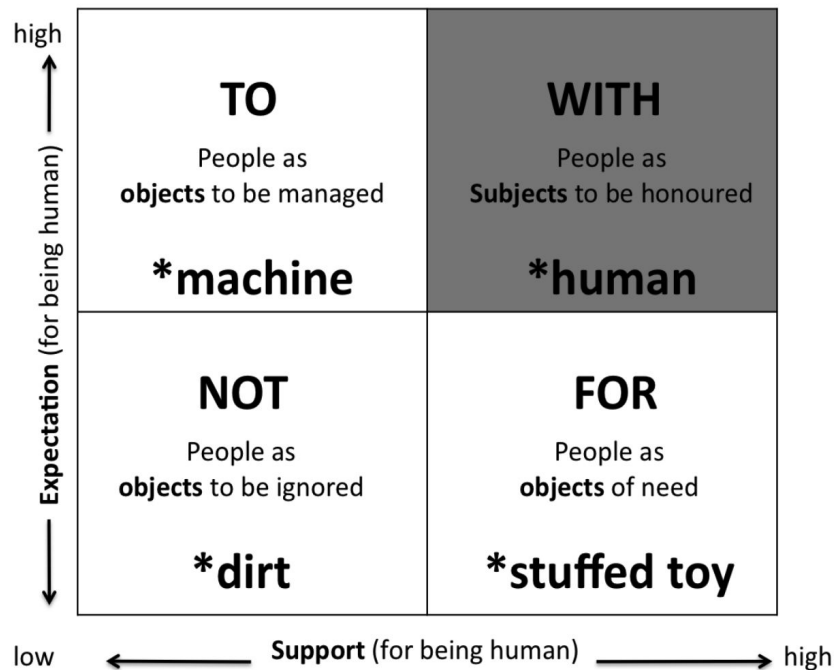 high
TO
People as
objects to be managed
*machine
WITH
People as
Subjects to be honoured
*human
Expectation (for being human)
NOT
People as
objects to be ignored
*dirt
FOR
People as
objects of need
*stuffed toy
low
Support (for being human)
high